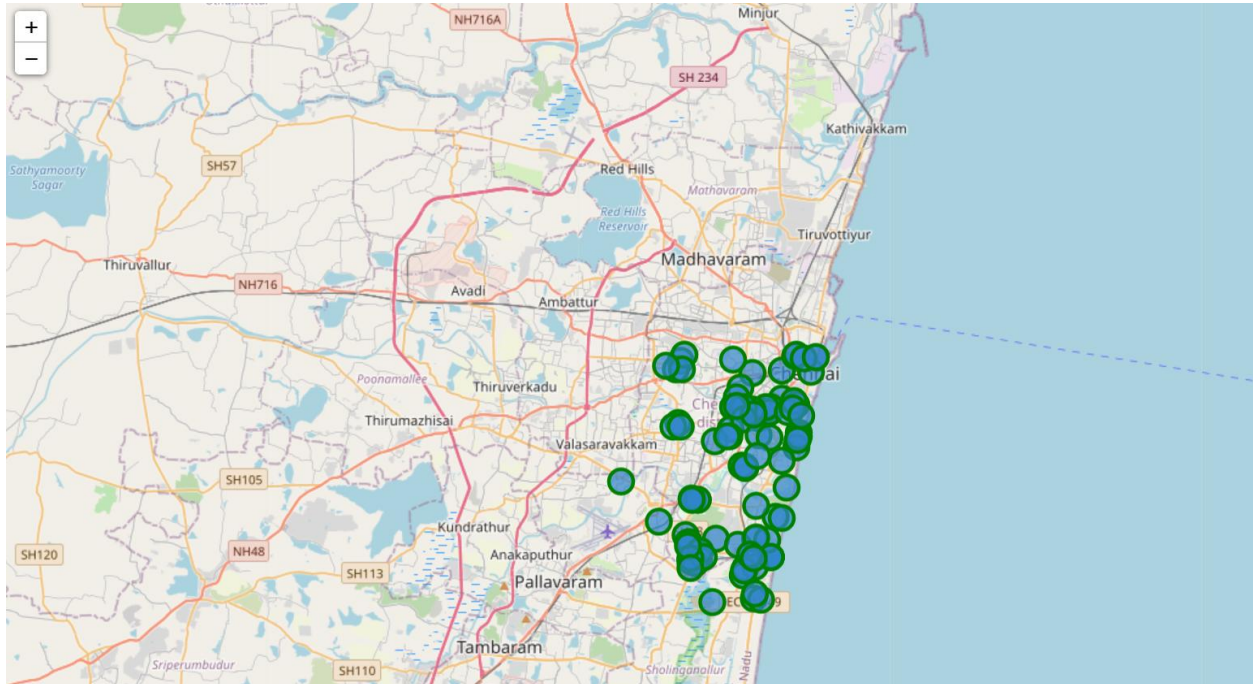 +
−
NH716A
Minjur
SH 234
Kathivakkam
SH57
Sathyamoorty
Sagar
Red Hills
Mathavaram
Red Hills
Reservoir
Tiruvottiyur
Thiruvallur
Madhavaram
NH716
Avadi
Ambattur
Poonamallee
Thiruverkadu
Thirumazhisai
Valasaravakkam
SH105
Kundrathur
NH48
SH120
Anakaputhur
SH113
Pallavaram
Tambaram
Sriperumbudur
SH110
Sholinganallur
Nadu